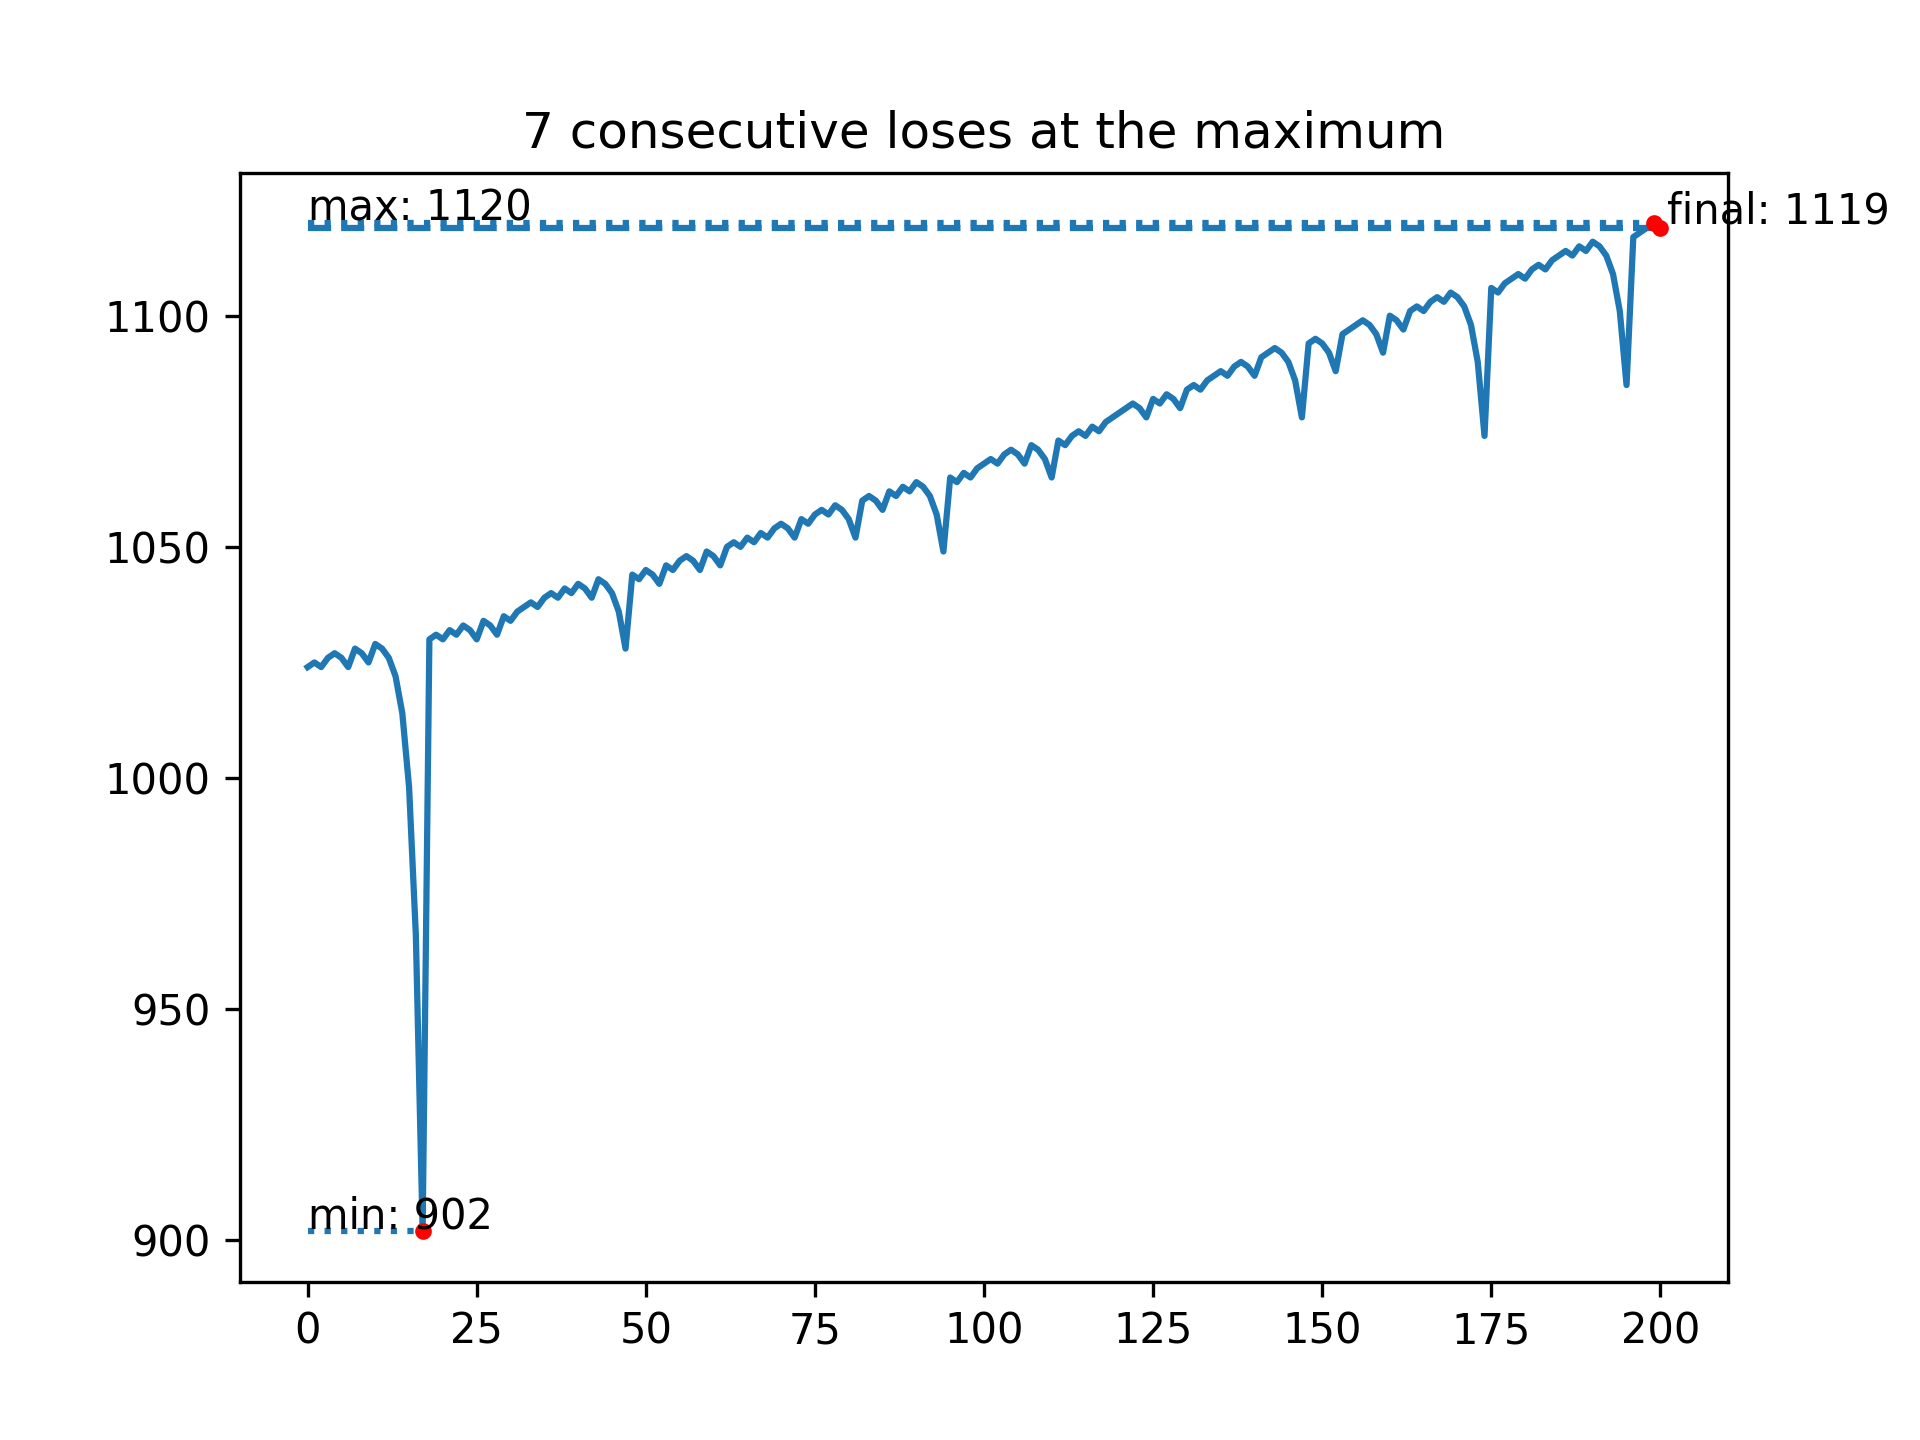 7 consecutive loses at the maximum
max: 1120
final: 1119
1100
1050
1000
950
min: 902
900
0 25 50 75 100 125 150 175 200